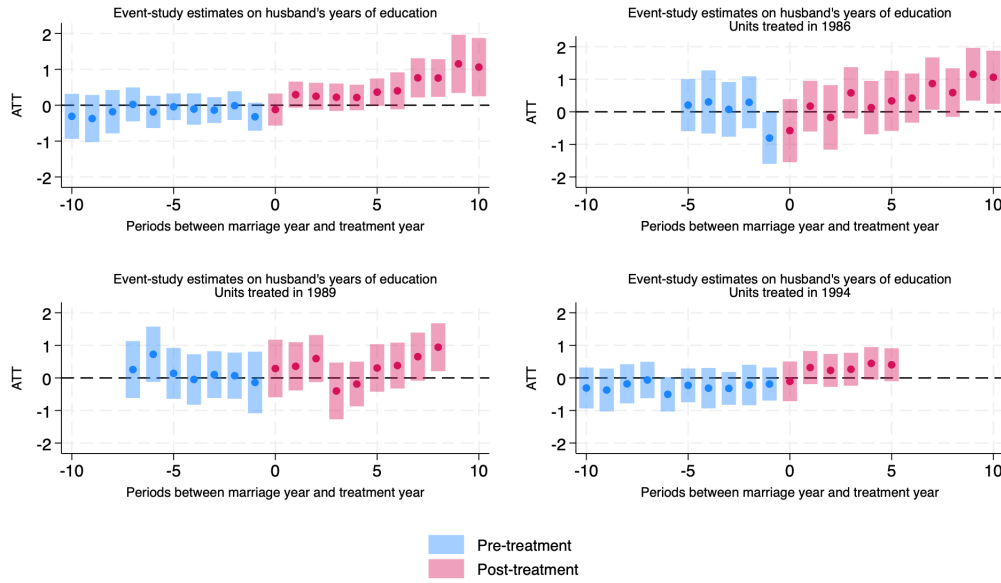 Event-study estimates on husband's years of education
ATT
2
1
0
-1
-2
-10
-5
0
5
10
Periods between marriage year and treatment year
Event-study estimates on husband's years of education
Units treated in 1986
ATT
2
1
0
-1
-2
-10
-5
0
5
10
Periods between marriage year and treatment year
Event-study estimates on husband's years of education
Units treated in 1989
ATT
2
1
0
-1
-2
-10
-5
0
5
10
Periods between marriage year and treatment year
Event-study estimates on husband's years of education
Units treated in 1994
ATT
2
1
0
-1
-2
-10
-5
0
5
10
Periods between marriage year and treatment year
Pre-treatment
Post-treatment